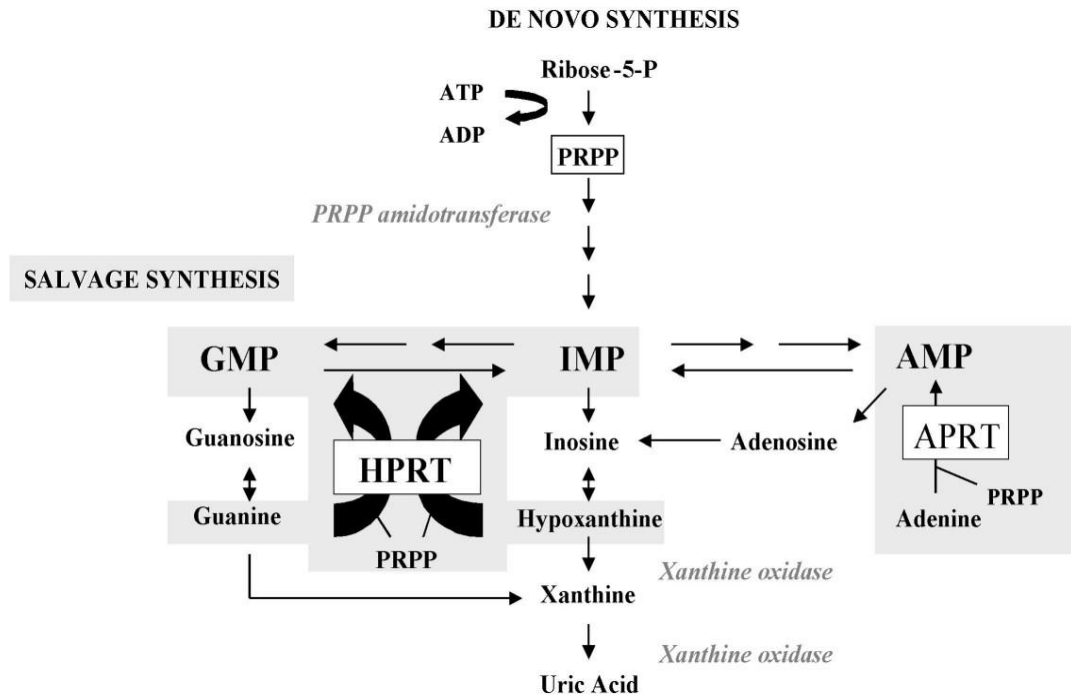 DE NOVO SYNTHESIS
Ribose-5-P
ATP
ADP
PRPP
PRPP amidotransferase
SALVAGE SYNTHESIS
GMP
IMP
AMP
Guanosine
Inosine
Adenosine
APRT
HPRT
PRPP
Guanine
Hypoxanthine
Adenine
PRPP
Xanthine oxidase
Xanthine
Xanthine oxidase
Uric Acid